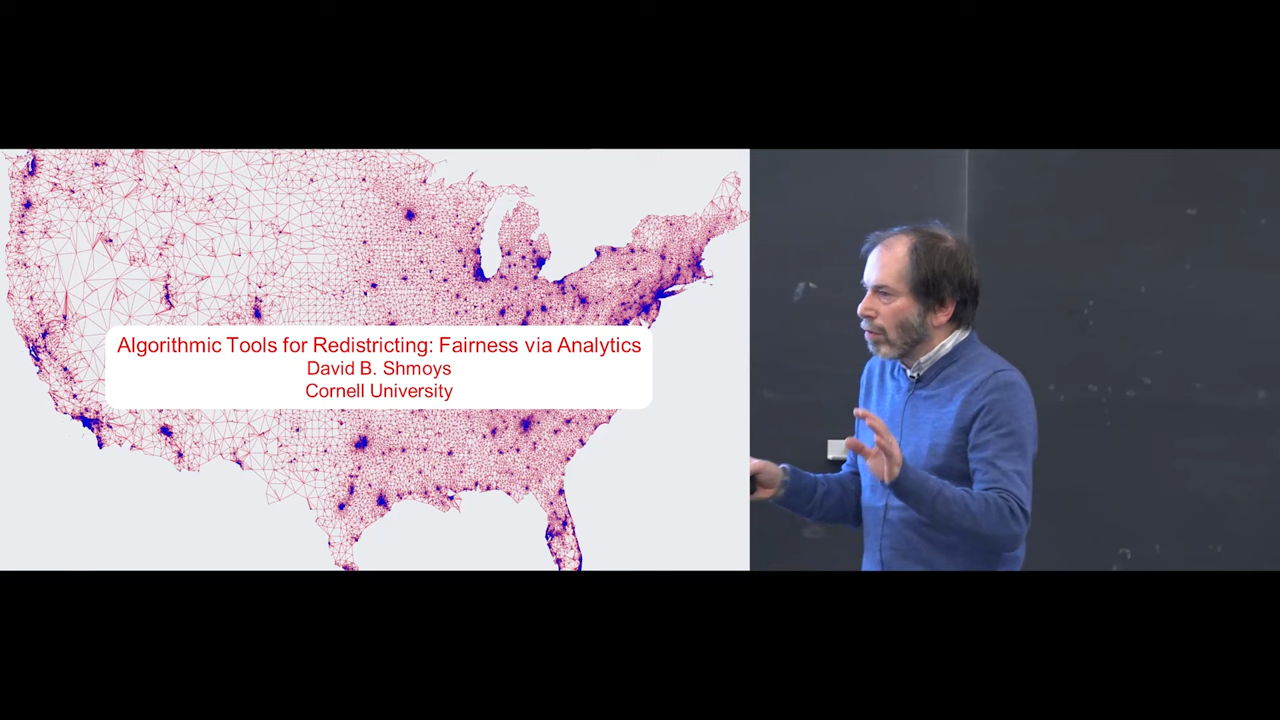 Algorithmic Tools for Redistricting: Fairness via Analytics
David B. Shmoys
Cornell University